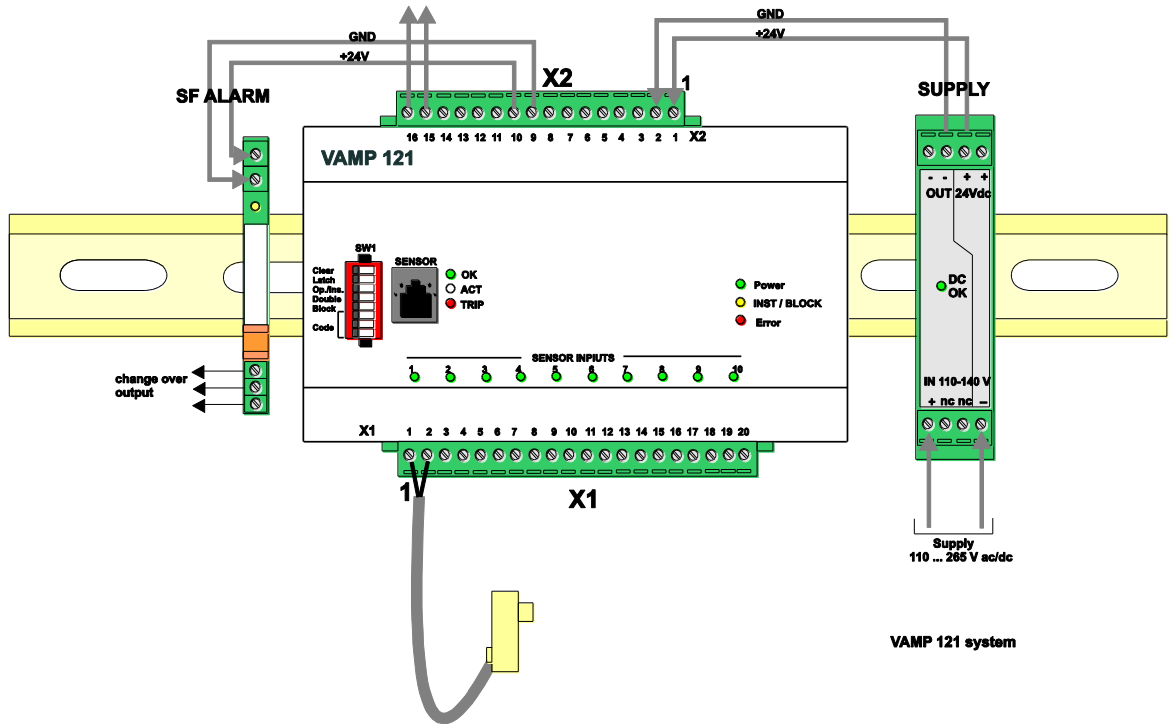 GND
+24V
GND
+24V
SF ALARM
X2
1
SUPPLY
16 15 14 13 12 11 10 9 8 7 6 5 4 3 2 1 X2
VAMP 121
- - + +
OUT 24Vdc
SW1
Clear
Latch
Op./Ins.
Double
Block
Code
SENSOR
OK
ACT
TRIP
Power
INST / BLOCK
Error
DC
OK
SENSOR INPIUTS
1 2 3 4 5 6 7 8 9 10
change over
output
IN 110-140 V
+ nc nc –
X1 1 2 3 4 5 6 7 8 9 10 11 12 13 14 15 16 17 18 19 20
1
X1
Supply
110 ... 265 V ac/dc
VAMP 121 system